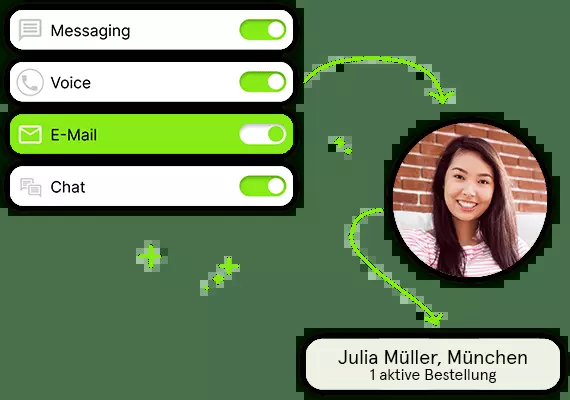 Messaging
Voice
E-Mail
Chat
Julia Müller, München
1 aktive Bestellung